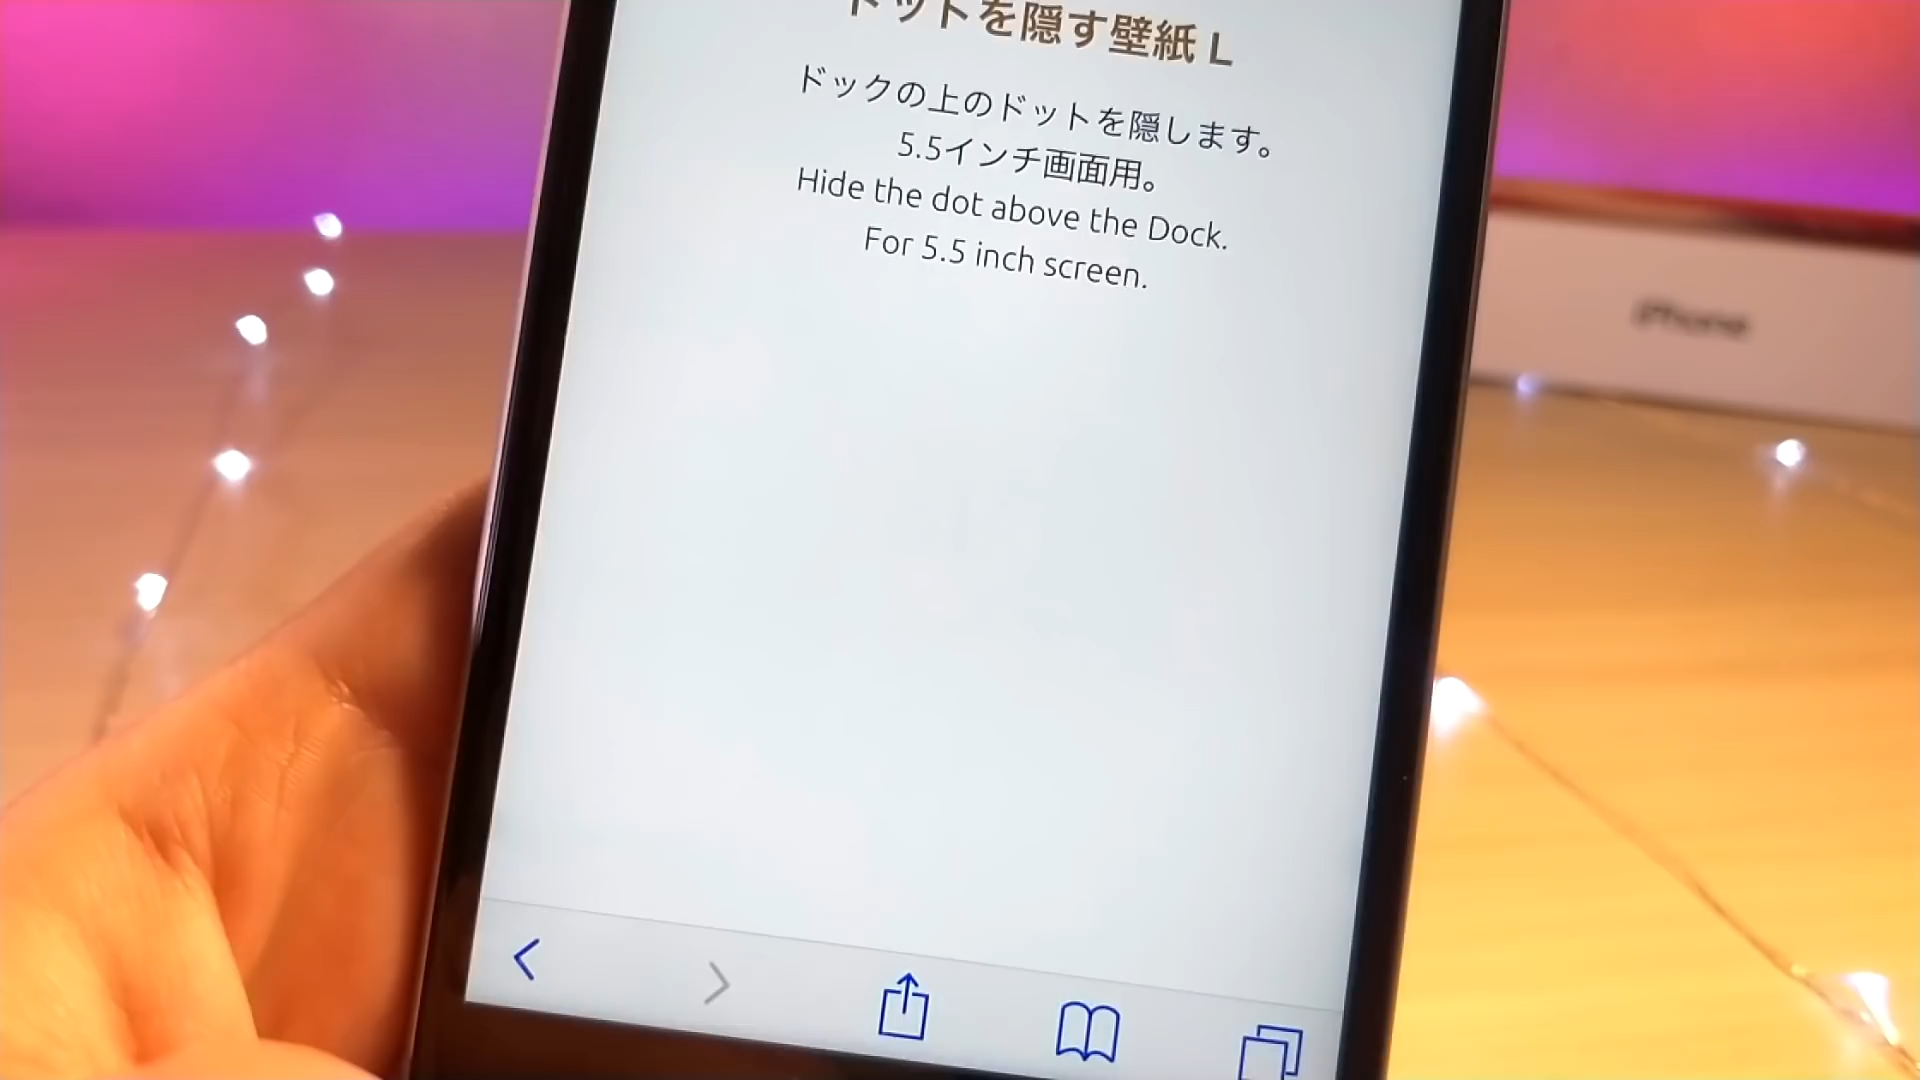 ドットを隠す壁紙 L
ドックの上のドットを隠します。
5.5インチ画面用。
Hide the dot above the Dock.
For 5.5 inch screen.
iPhone